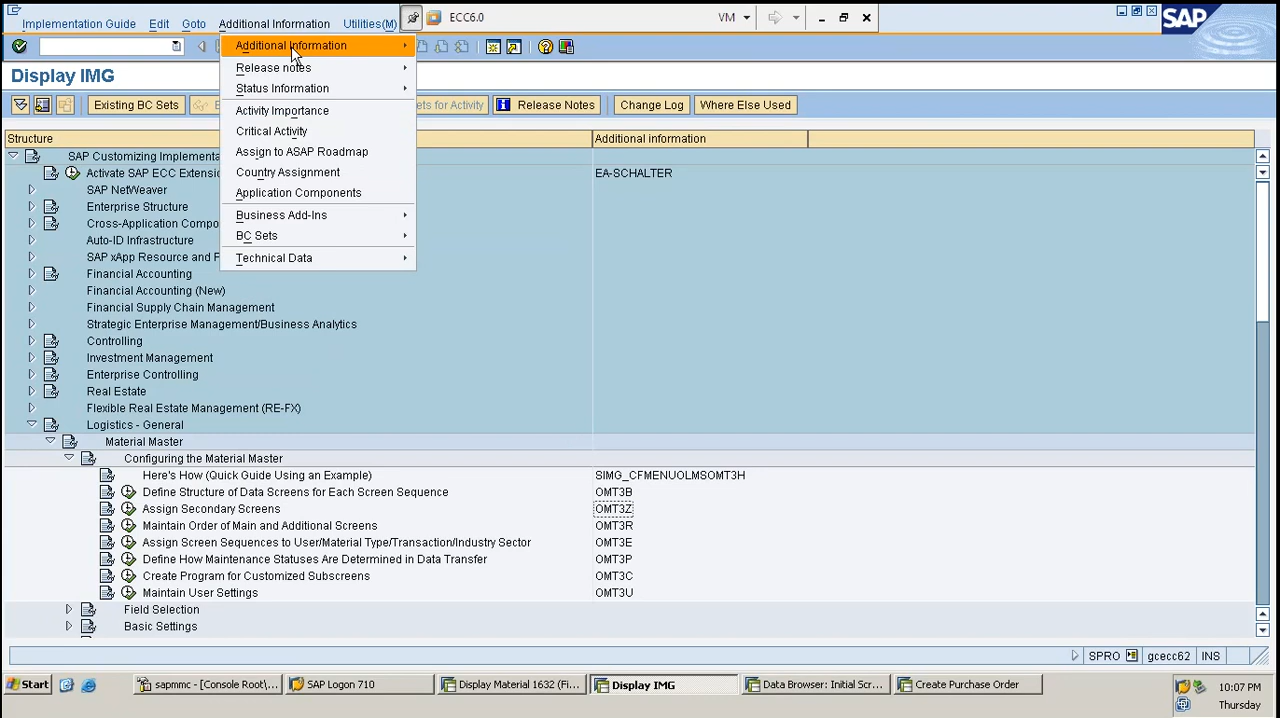 Implementation Guide Edit Goto Additional Information Utilities(M) ECC6.0 VM SAP
Additional Information
Display IMG
Release notes
Status Information
Existing BC Sets ets for Activity Release Notes Change Log Where Else Used
Activity Importance
Critical Activity
Structure Additional information
Assign to ASAP Roadmap
SAP Customizing Implementa
Activate SAP ECC Extensi EA-SCHALTER
Country Assignment
SAP NetWeaver
Application Components
Enterprise Structure
Business Add-Ins
Cross-Application Compo
BC Sets
Auto-ID Infrastructure
SAP xApp Resource and P
Technical Data
Financial Accounting
Financial Accounting (New)
Financial Supply Chain Management
Strategic Enterprise Management/Business Analytics
Controlling
Investment Management
Enterprise Controlling
Real Estate
Flexible Real Estate Management (RE-FX)
Logistics - General
Material Master
Configuring the Material Master
Here's How (Quick Guide Using an Example) SIMG_CFMENUOLMSOMT3H
Define Structure of Data Screens for Each Screen Sequence OMT3B
Assign Secondary Screens OMT3Z
Maintain Order of Main and Additional Screens OMT3R
Assign Screen Sequences to User/Material Type/Transaction/Industry Sector OMT3E
Define How Maintenance Statuses Are Determined in Data Transfer OMT3P
Create Program for Customized Subscreens OMT3C
Maintain User Settings OMT3U
Field Selection
Basic Settings
SPRO gcecc62 INS
Start sapmmc - [Console Root\... SAP Logon 710 Display Material 1632 (Fi... Display IMG Data Browser: Initial Scr... Create Purchase Order 10:07 PM
Thursday